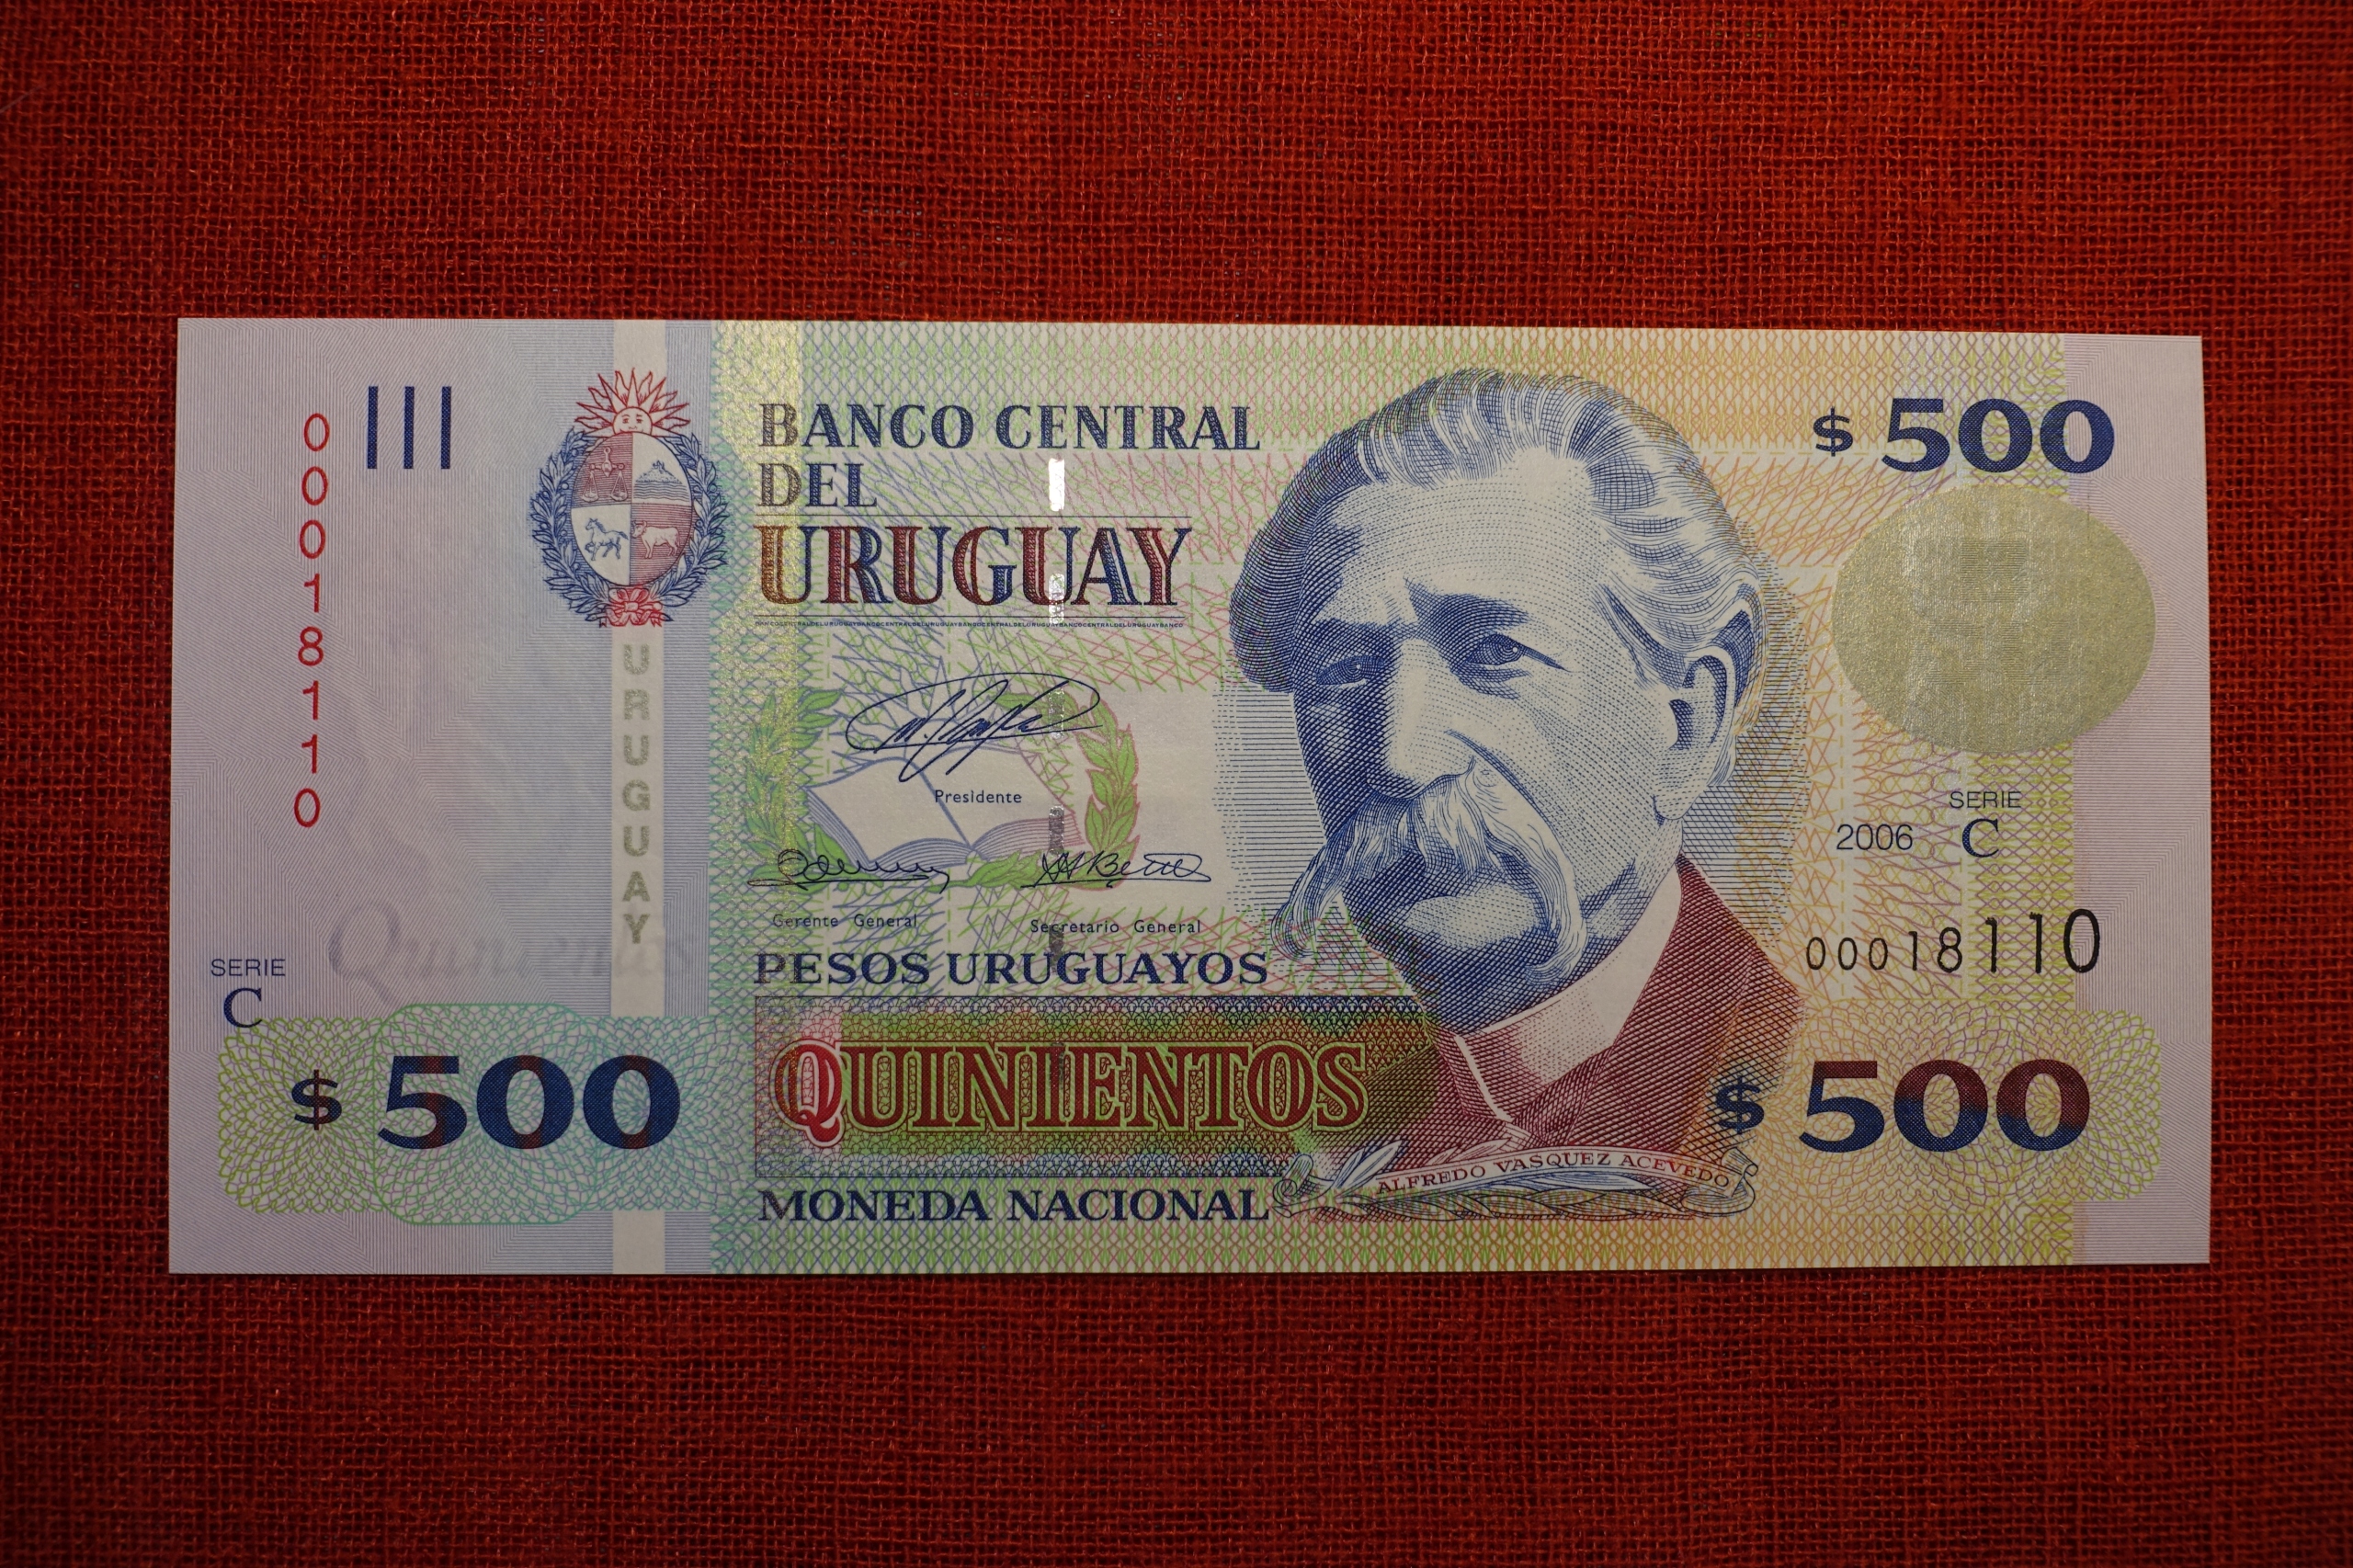 00018110
URUGUAY
SERIE
C
$ 500
BANCO CENTRAL
DEL
URUGUAY
Presidente
Gerente General
Secretario General
PESOS URUGUAYOS
QUINIENTOS
MONEDA NACIONAL
ALFREDO VASQUEZ ACEVEDO
$ 500
SERIE
2006 C
00018110
$ 500